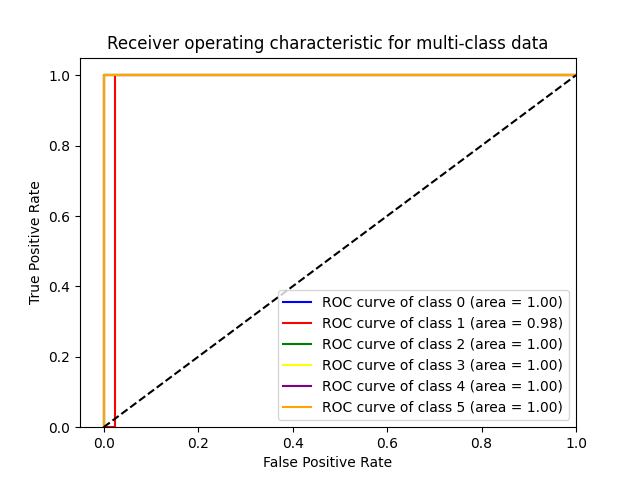 Receiver operating characteristic for multi-class data
True Positive Rate
1.0
0.8
0.6
0.4
0.2
0.0
ROC curve of class 0 (area = 1.00)
ROC curve of class 1 (area = 0.98)
ROC curve of class 2 (area = 1.00)
ROC curve of class 3 (area = 1.00)
ROC curve of class 4 (area = 1.00)
ROC curve of class 5 (area = 1.00)
0.0 0.2 0.4 0.6 0.8 1.0
False Positive Rate